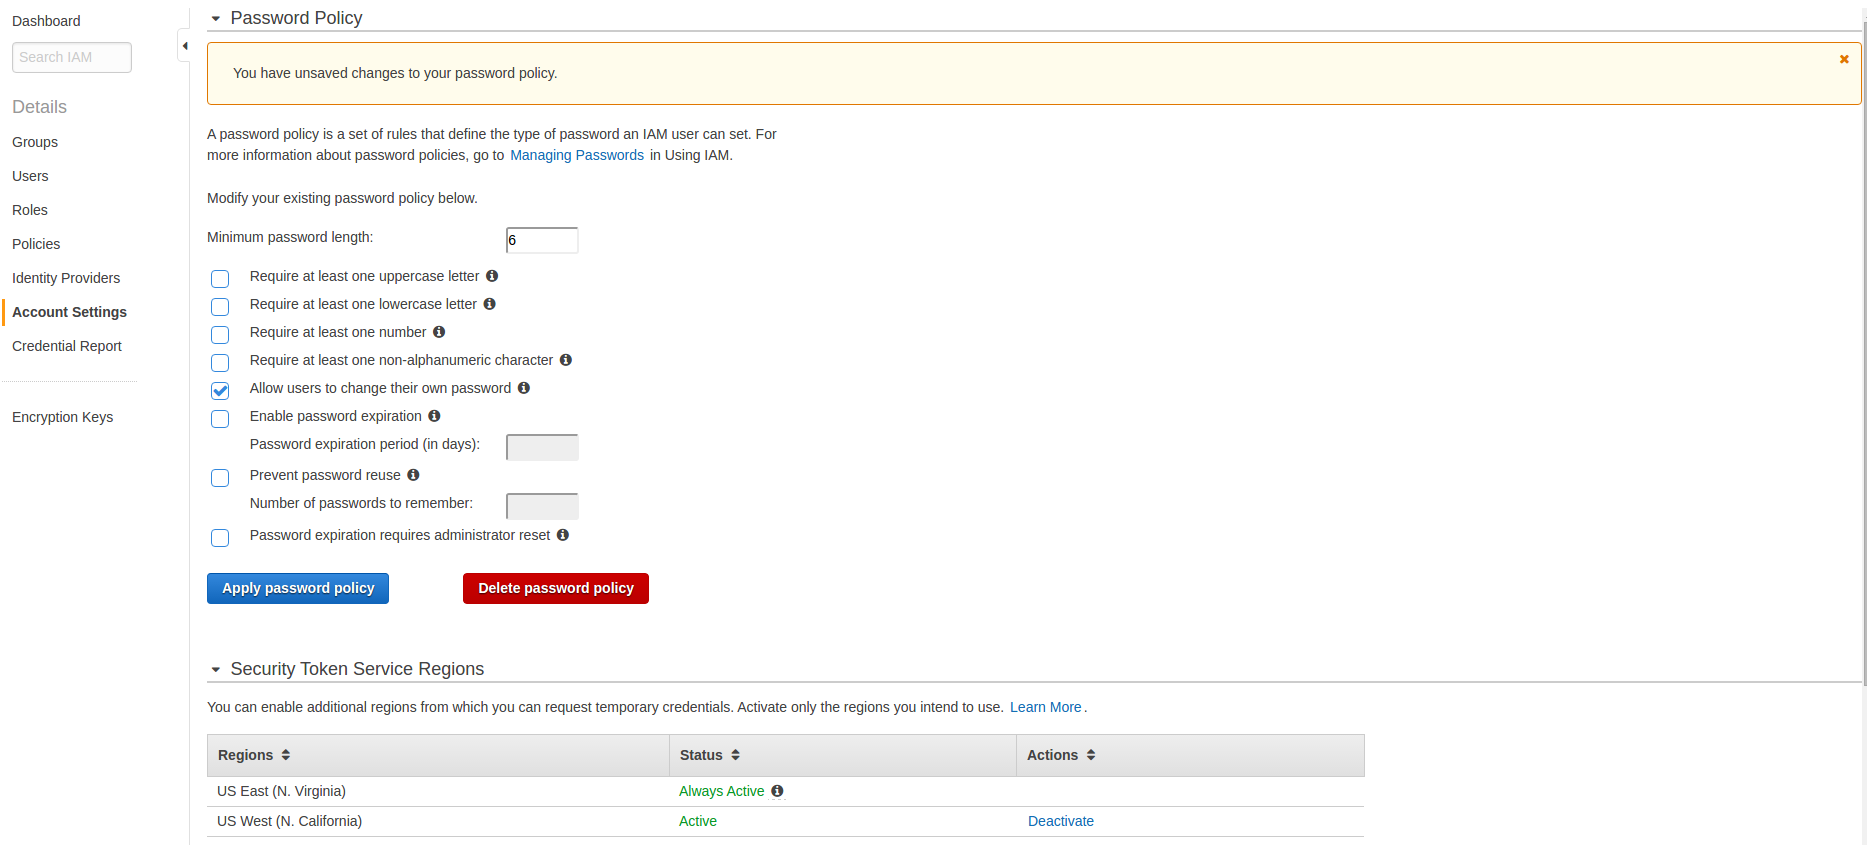 Dashboard
Search IAM
Details
Groups
Users
Roles
Policies
Identity Providers
Account Settings
Credential Report
Encryption Keys
Password Policy
You have unsaved changes to your password policy.
A password policy is a set of rules that define the type of password an IAM user can set. For
more information about password policies, go to Managing Passwords in Using IAM.
Modify your existing password policy below.
Minimum password length: 6
Require at least one uppercase letter
Require at least one lowercase letter
Require at least one number
Require at least one non-alphanumeric character
Allow users to change their own password
Enable password expiration
Password expiration period (in days):
Prevent password reuse
Number of passwords to remember:
Password expiration requires administrator reset
Apply password policy Delete password policy
Security Token Service Regions
You can enable additional regions from which you can request temporary credentials. Activate only the regions you intend to use. Learn More.
Regions Status Actions
US East (N. Virginia) Always Active
US West (N. California) Active Deactivate